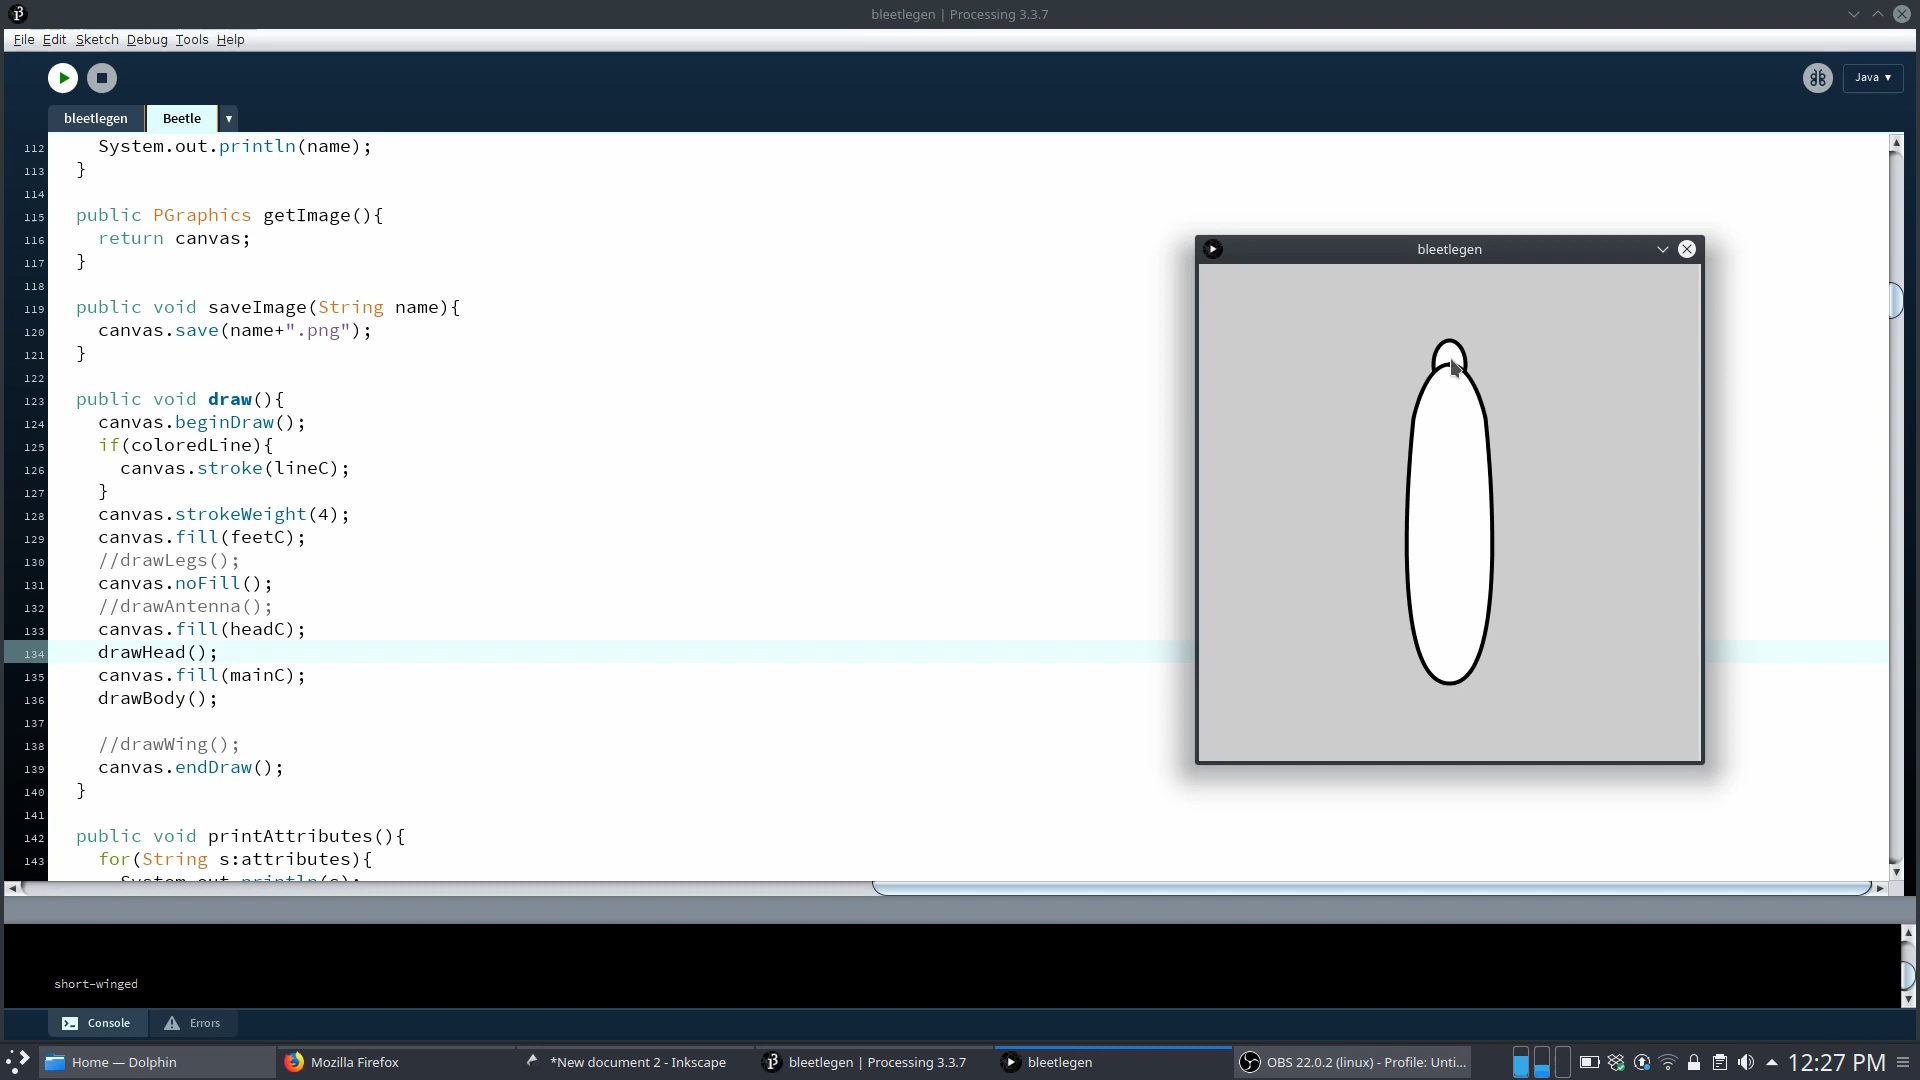 bleetlegen | Processing 3.3.7
File Edit Sketch Debug Tools Help
Java
bleetlegen
Beetle
112 System.out.println(name);
113 }
114
115 public PGraphics getImage(){
116 return canvas;
117 }
118
119 public void saveImage(String name){
120 canvas.save(name+".png");
121 }
122
123 public void draw(){
124 canvas.beginDraw();
125 if(coloredLine){
126 canvas.stroke(lineC);
127 }
128 canvas.strokeWeight(4);
129 canvas.fill(feetC);
130 //drawLegs();
131 canvas.noFill();
132 //drawAntenna();
133 canvas.fill(headC);
134 drawHead();
135 canvas.fill(mainC);
136 drawBody();
137
138 //drawWing();
139 canvas.endDraw();
140 }
141
142 public void printAttributes(){
143 for(String s:attributes){
System.out.println(s);
bleetlegen
short-winged
Console
Errors
Home — Dolphin
Mozilla Firefox
*New document 2 - Inkscape
bleetlegen | Processing 3.3.7
bleetlegen
OBS 22.0.2 (linux) - Profile: Unti...
12:27 PM